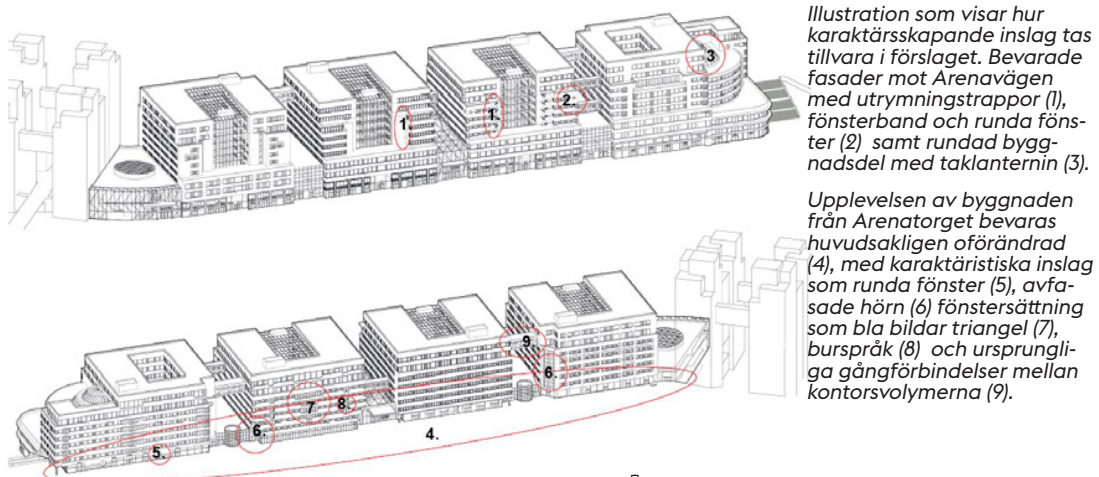 Illustration som visar hur
karaktärsskapande inslag tas
tillvara i förslaget. Bevarade
fasader mot Arenavägen
med utrymningstrappor (1),
fönsterband och runda föns-
ter (2) samt rundad bygg-
nadsdel med taklanternin (3).
Upplevelsen av byggnaden
från Arenatorget bevaras
huvudsakligen oförändrad
(4), med karaktäristiska inslag
som runda fönster (5), avfa-
sade hörn (6) fönstersättning
som bla bildar triangel (7),
burspråk (8) och ursprungli-
ga gångförbindelser mellan
kontorsvolymerna (9).
3
2.
1.
1.
9.
6.
7
8.
6.
4.
5.